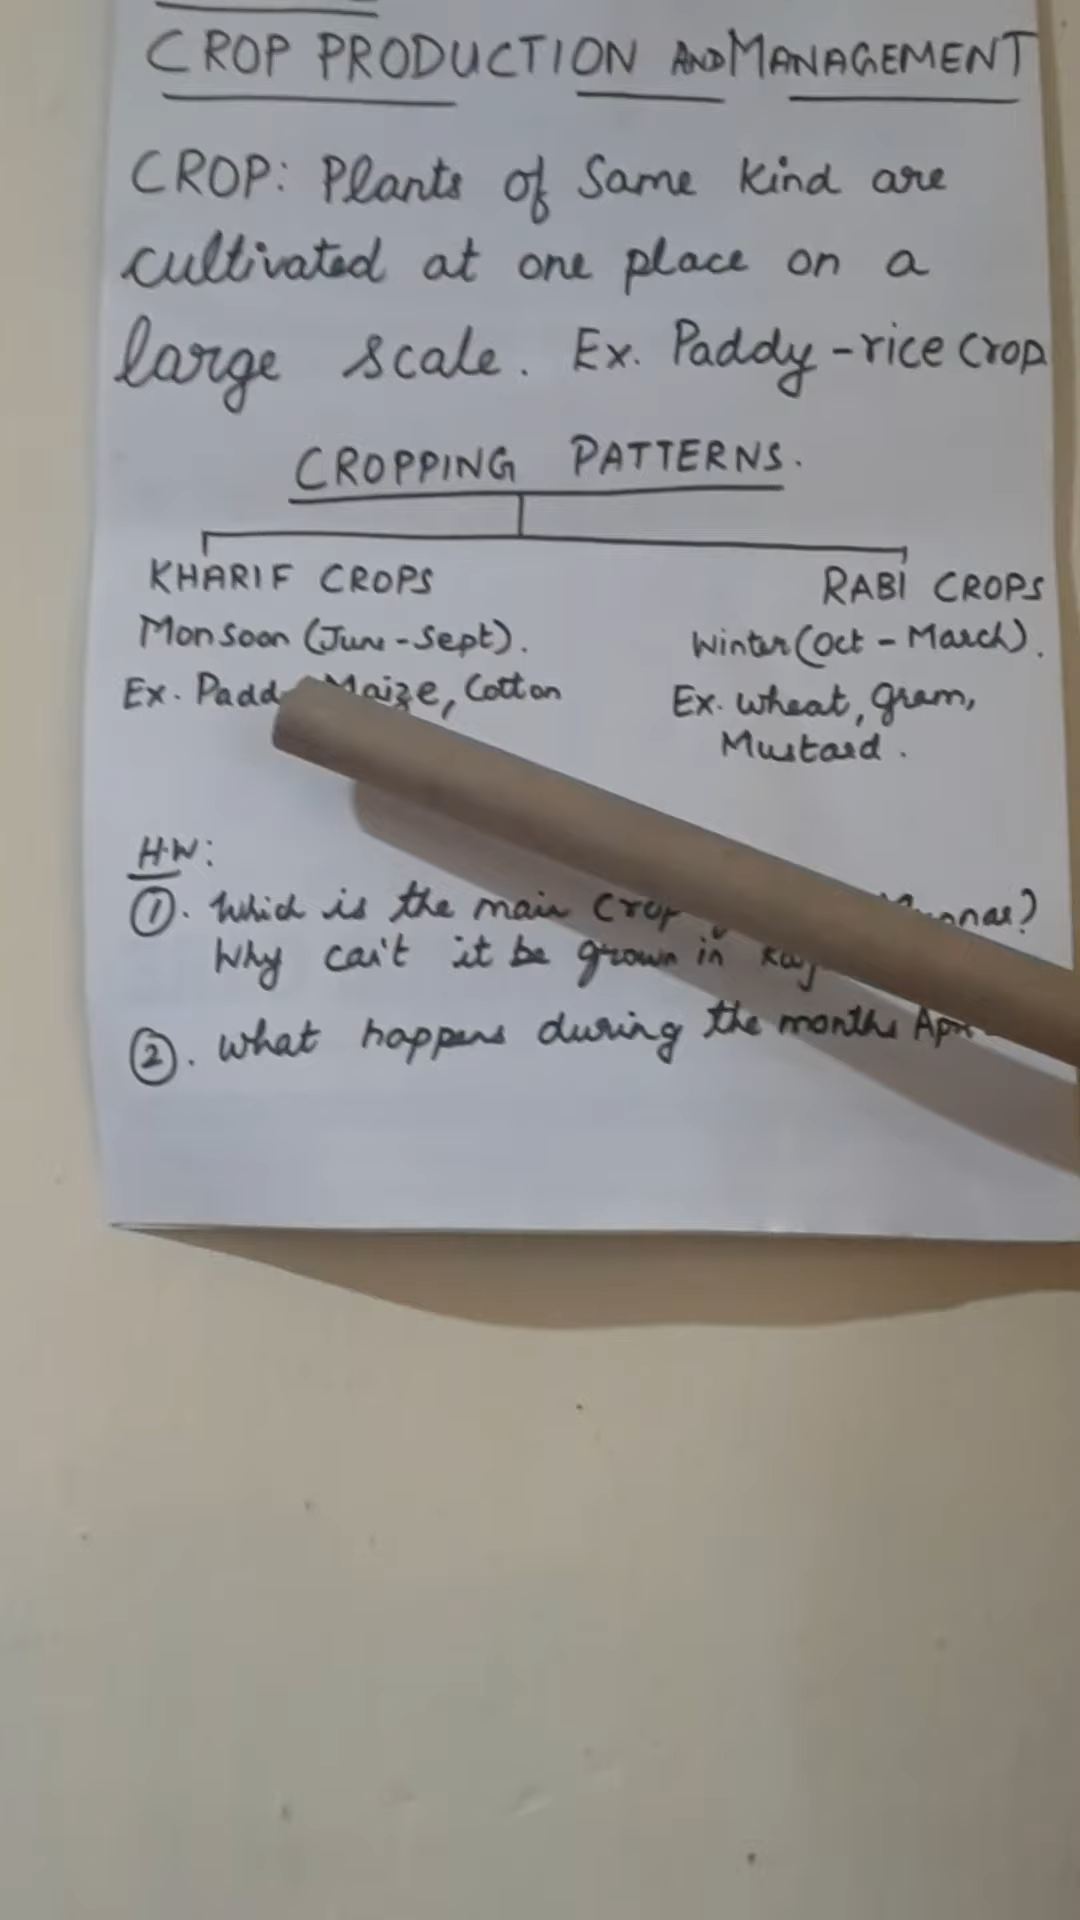 CROP PRODUCTION AND MANAGEMENT
CROP: Plants of Same Kind are
cultivated at one place on a
large scale. Ex. Paddy - rice crop
CROPPING PATTERNS.
KHARIF CROPS
Monsoon (June - Sept).
Ex. Maize, Cotton
RABI CROPS
Winter (Oct - March).
Ex. wheat, gram,
Mustard.
H.W:
①. Which is the main crop
Why can't it be grown in
②. What happens during the months